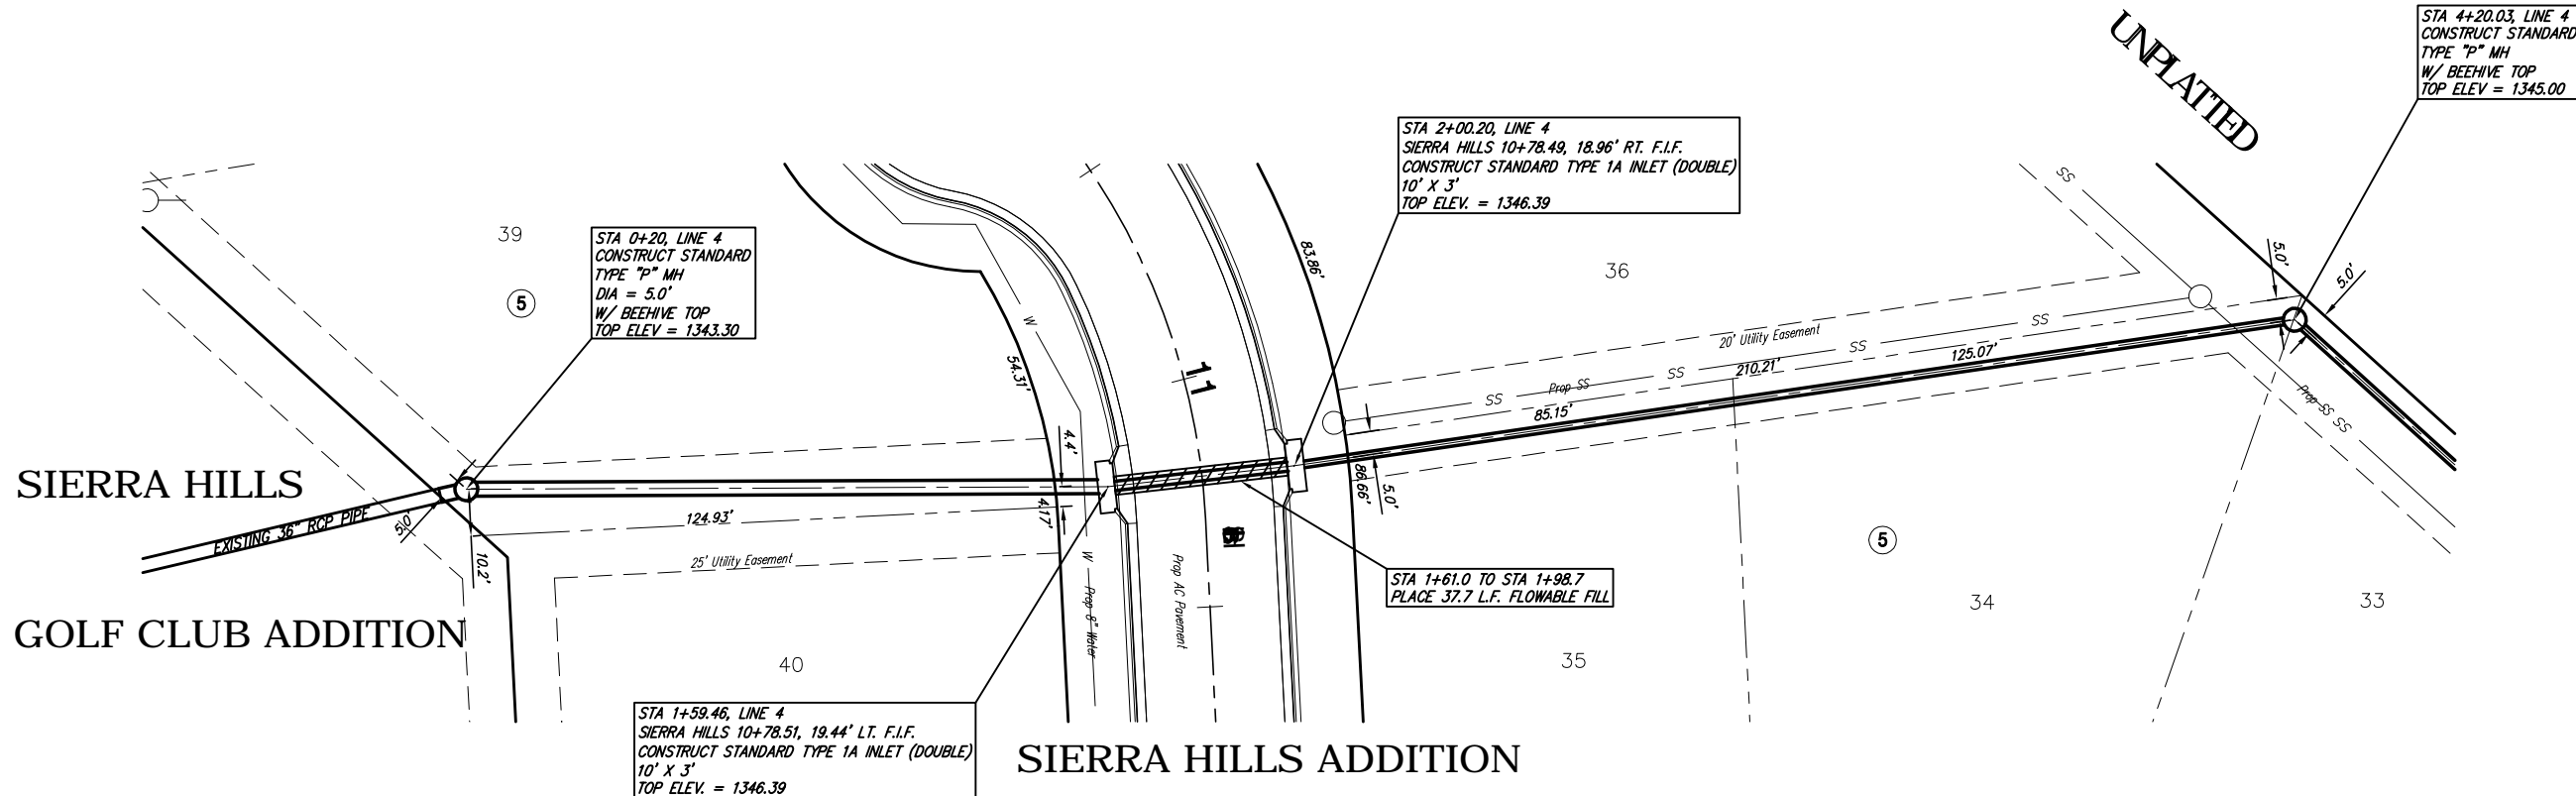 STA 4+20.03, LINE 4
CONSTRUCT STANDARD
TYPE "P" MH
W/ BEEHIVE TOP
TOP ELEV = 1345.00
UNPLATTED
STA 2+00.20, LINE 4
SIERRA HILLS 10+78.49, 18.96' RT. F.I.F.
CONSTRUCT STANDARD TYPE 1A INLET (DOUBLE)
10' X 3'
TOP ELEV. = 1346.39
SS
39
STA 0+20, LINE 4
CONSTRUCT STANDARD
TYPE "P" MH
DIA = 5.0'
W/ BEEHIVE TOP
TOP ELEV = 1343.30
5
83.86'
36
5.0'
5.0'
W
54.31'
11
20' Utility Easement
SS
SS
125.07'
210.21'
SS
Prop SS
SS
85.15'
Prop SS
SS
4.4'
SIERRA HILLS
86.66'
5.0'
4.17'
124.93'
EXISTING 36" RCP PIPE
5.0'
10.2'
25' Utility Easement
W
Prop 8" Water
Prop AC Pavement
5
STA 1+61.0 TO STA 1+98.7
PLACE 37.7 L.F. FLOWABLE FILL
34
33
GOLF CLUB ADDITION
40
35
STA 1+59.46, LINE 4
SIERRA HILLS 10+78.51, 19.44' LT. F.I.F.
CONSTRUCT STANDARD TYPE 1A INLET (DOUBLE)
10' X 3'
TOP ELEV. = 1346.39
SIERRA HILLS ADDITION